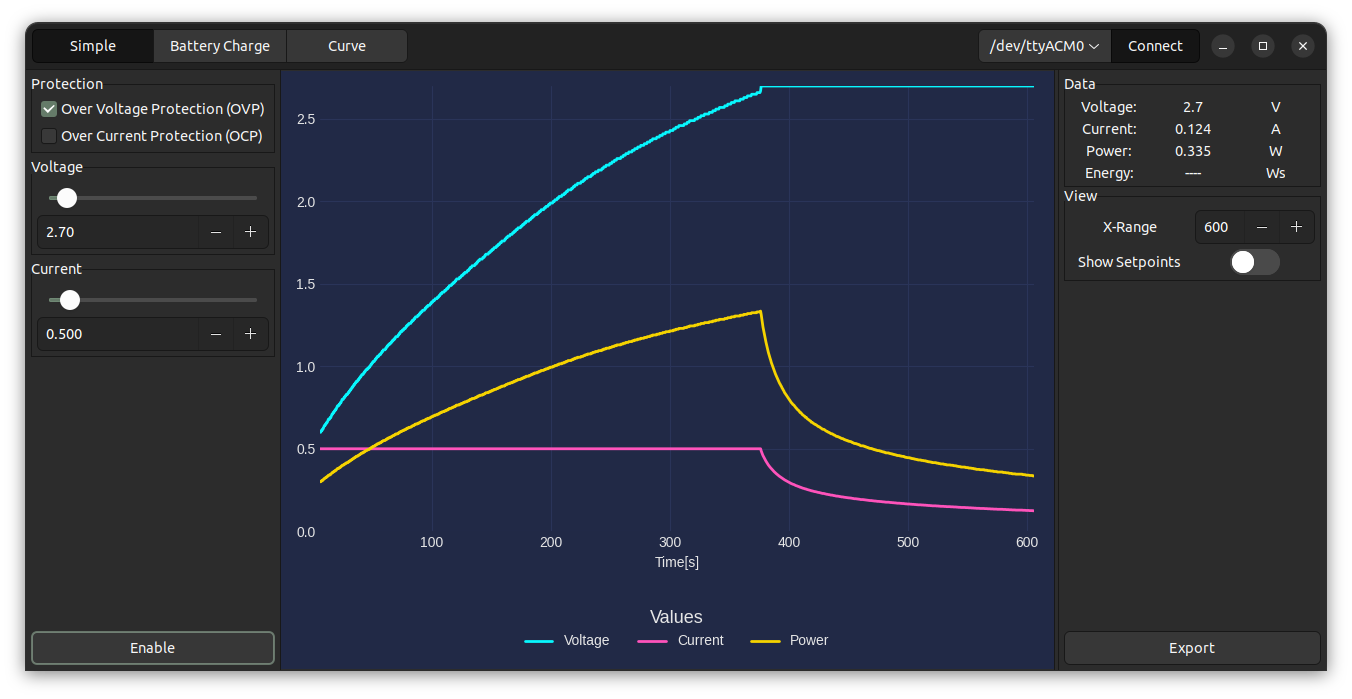 Simple Battery Charge Curve /dev/ttyACM0 Connect
Protection
Over Voltage Protection (OVP)
Over Current Protection (OCP)
Voltage
2.70 − +
Current
0.500 − +
Enable
2.5
2.0
1.5
1.0
0.5
0.0
100 200 300 400 500 600
Time[s]
Values
Voltage Current Power
Data
Voltage: 2.7 V
Current: 0.124 A
Power: 0.335 W
Energy: ---- Ws
View
X-Range 600 − +
Show Setpoints
Export